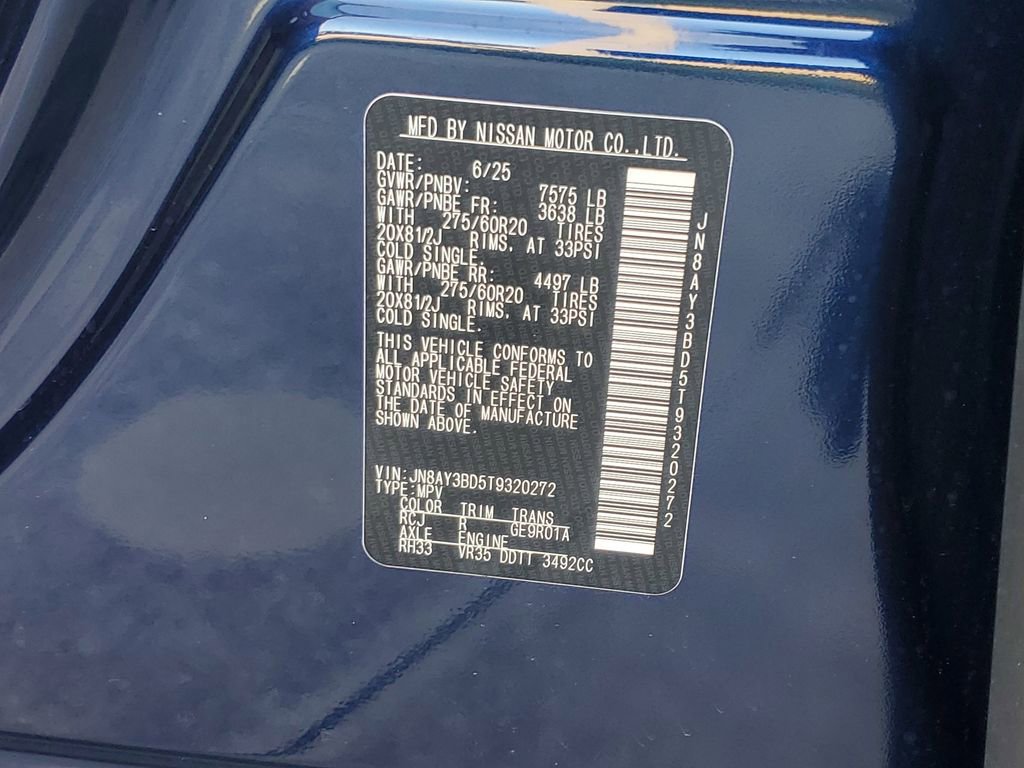 MFD BY NISSAN MOTOR CO.,LTD.
DATE: 6/25
GVWR/PNBV: 7575 LB
GAWR/PNBE FR: 3638 LB
WITH 275/60R20 TIRES
20X81/2J RIMS, AT 33PSI
COLD SINGLE.
GAWR/PNBE RR: 4497 LB
WITH 275/60R20 TIRES
20X81/2J RIMS, AT 33PSI
COLD SINGLE.
THIS VEHICLE CONFORMS TO
ALL APPLICABLE FEDERAL
MOTOR VEHICLE SAFETY
STANDARDS IN EFFECT ON
THE DATE OF MANUFACTURE
SHOWN ABOVE.
VIN:JN8AY3BD5T9320272
TYPE:MPV
COLOR TRIM TRANS
RCJ R GE9R01A
AXLE ENGINE
RH33 VR35 DDTT 3492CC
JN8AY3BD5T9320272